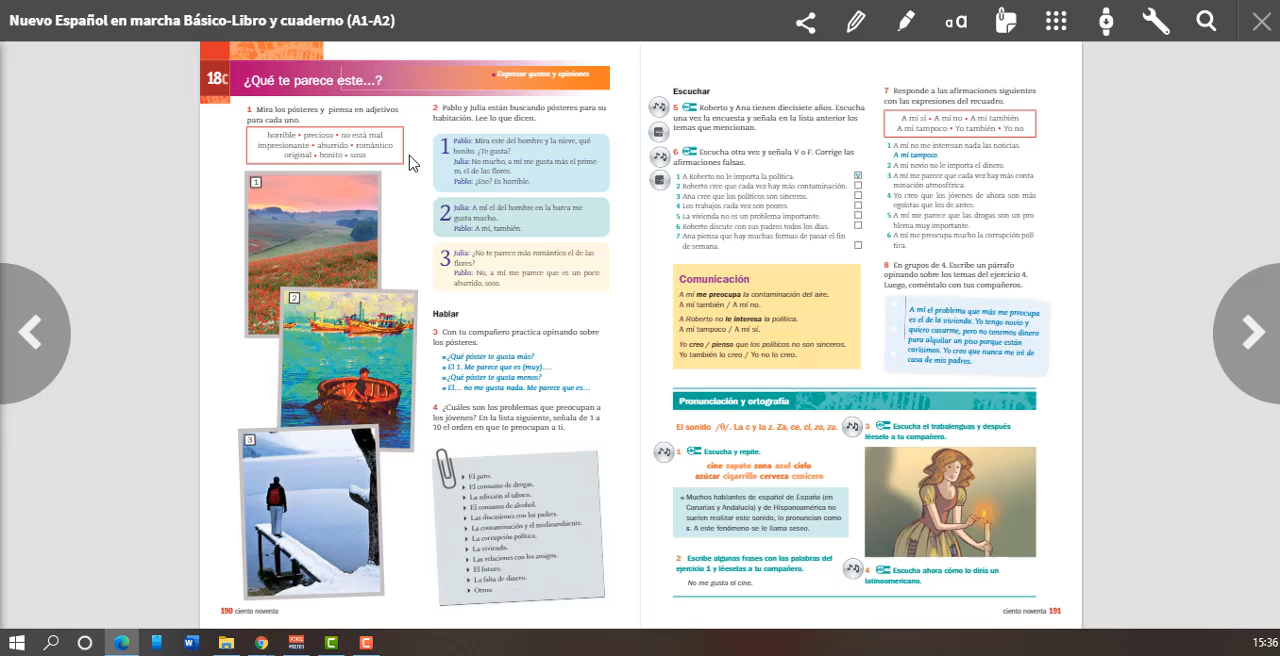 Nuevo Español en marcha Básico-Libro y cuaderno (A1-A2)
aA
18C
¿Qué te parece este...?
• Expresar gustos y opiniones
1 Mira los pósteres y piensa en adjetivos
para cada uno.
horrible • precioso • no está mal
impresionante • aburrido • romántico
original • bonito • soso
1
2
3
2 Pablo y Julia están buscando pósteres para su
habitación. Lee lo que dicen.
1 Pablo: Mira este del hombre y la nieve, qué
bonito. ¿Te gusta?
Julia: No mucho, a mí me gusta más el prime
ro, el de las flores.
Pablo: ¿Ese? Es horrible.
2 Julia: A mí el del hombre en la barca me
gusta mucho.
Pablo: A mí, también.
3 Julia: ¿No te parece más romántico el de las
flores?
Pablo: No, a mí me parece que es un poco
aburrido, soso.
Hablar
3 Con tu compañero practica opinando sobre
los pósteres.
¿Qué póster te gusta más?
El 1. Me parece que es (muy)....
¿Qué póster te gusta menos?
El... no me gusta nada. Me parece que es...
4 ¿Cuáles son los problemas que preocupan a
los jóvenes? En la lista siguiente, señala de 1 a
10 el orden en que te preocupan a ti.
El paro.
El consumo de drogas.
La adicción al tabaco.
El consumo de alcohol.
Las discusiones con los padres.
La contaminación y el medioambiente.
La corrupción política.
La vivienda.
Las relaciones con los amigos.
El futuro.
La falta de dinero.
Otros:
190 ciento noventa
Escuchar
5 Roberto y Ana tienen diecisiete años. Escucha
una vez la encuesta y señala en la lista anterior los
temas que mencionan.
6 Escucha otra vez y señala V o F. Corrige las
afirmaciones falsas.
1 A Roberto no le importa la política. V
2 Roberto cree que cada vez hay más contaminación.
3 Ana cree que los políticos son sinceros.
4 Los trabajos cada vez son peores.
5 La vivienda no es un problema importante.
6 Roberto discute con sus padres todos los días.
7 Ana piensa que hay muchas formas de pasar el fin
de semana.
Comunicación
A mí me preocupa la contaminación del aire.
A mí también / A mí no.
A Roberto no le interesa la política.
A mí tampoco / A mí sí.
Yo creo / pienso que los políticos no son sinceros.
Yo también lo creo / Yo no lo creo.
7 Responde a las afirmaciones siguientes
con las expresiones del recuadro.
A mí sí • A mí no • A mí también
A mí tampoco • Yo también • Yo no
1 A mí no me interesan nada las noticias.
A mí tampoco.
2 A mi novio no le importa el dinero.
3 A mí me parece que cada vez hay más conta
minación atmosférica.
4 Yo creo que los jóvenes de ahora son más
egoístas que los de antes.
5 A mí me parece que las drogas son un pro
blema muy importante.
6 A mí me preocupa mucho la corrupción polí
tica.
8 En grupos de 4. Escribe un párrafo
opinando sobre los temas del ejercicio 4.
Luego, coméntalo con tus compañeros.
A mí el problema que más me preocupa
es el de la vivienda. Yo tengo novio y
quiero casarme, pero no tenemos dinero
para alquilar un piso porque están
carísimos. Yo creo que nunca me iré de
casa de mis padres.
Pronunciación y ortografía
El sonido /θ/. La c y la z. Za, ce, ci, zo, zu.
1 Escucha y repite.
cine zapato zona azul cielo
azúcar cigarrillo cerveza cenicero
• Muchos hablantes de español de España (en
Canarias y Andalucía) y de Hispanoamérica no
suelen realizar este sonido, lo pronuncian como
s. A este fenómeno se le llama seseo.
2 Escribe algunas frases con las palabras del
ejercicio 1 y léeselas a tu compañero.
No me gusta el cine.
3 Escucha el trabalenguas y después
léeselo a tu compañero.
4 Escucha ahora cómo lo diría un
latinoamericano.
ciento noventa 191
15:36